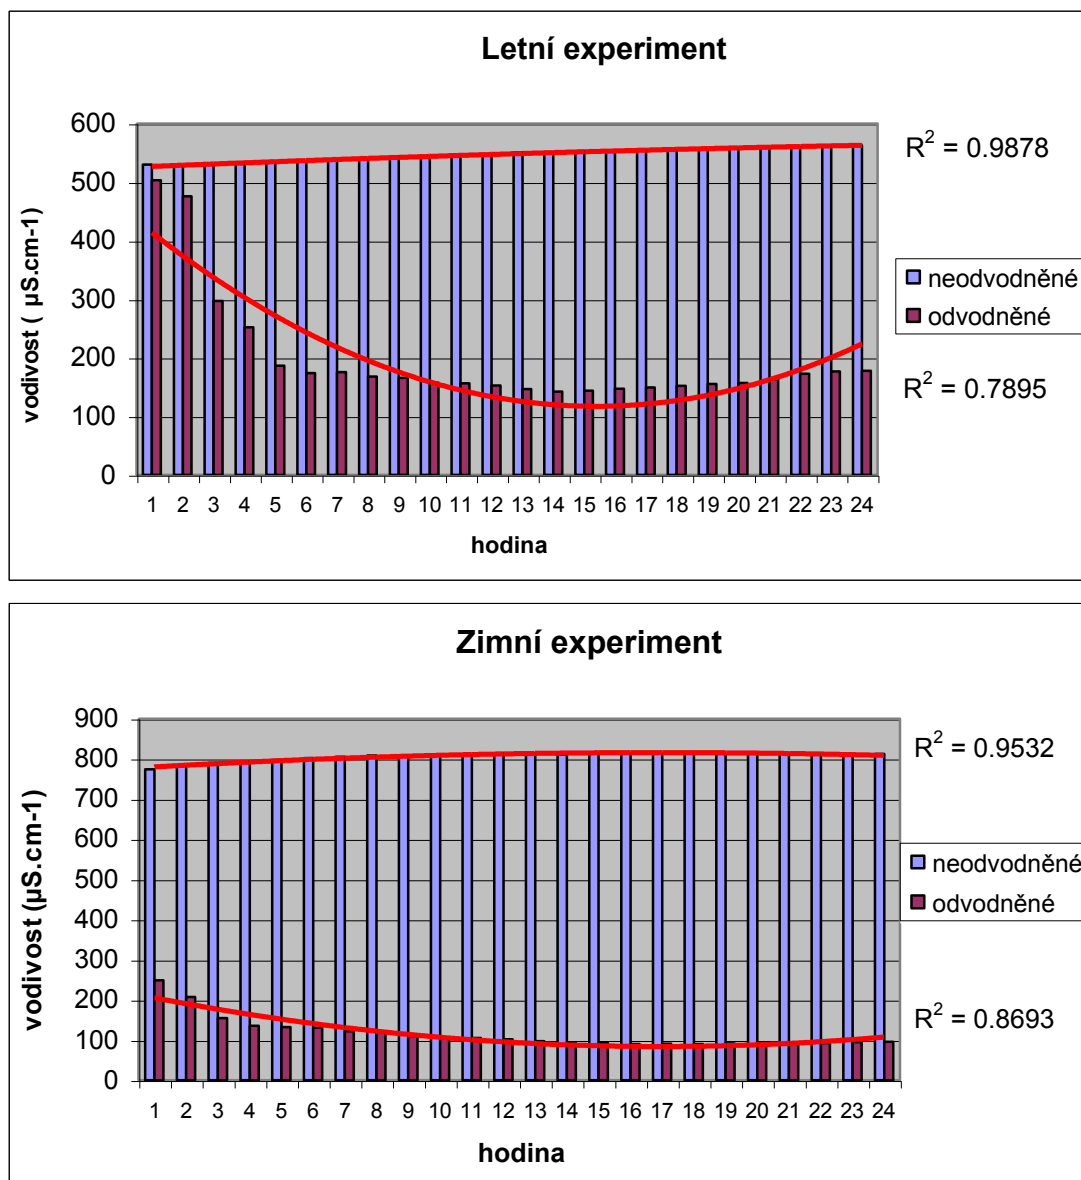 Letní experiment
600
500
400
300
200
100
0
vodivost ( µS.cm-1)
1 2 3 4 5 6 7 8 9 10 11 12 13 14 15 16 17 18 19 20 21 22 23 24
hodina
R² = 0.9878
neodvodněné
odvodněné
R² = 0.7895
Zimní experiment
900
800
700
600
500
400
300
200
100
0
vodivost (µS.cm-1)
1 2 3 4 5 6 7 8 9 10 11 12 13 14 15 16 17 18 19 20 21 22 23 24
hodina
R² = 0.9532
neodvodněné
odvodněné
R² = 0.8693